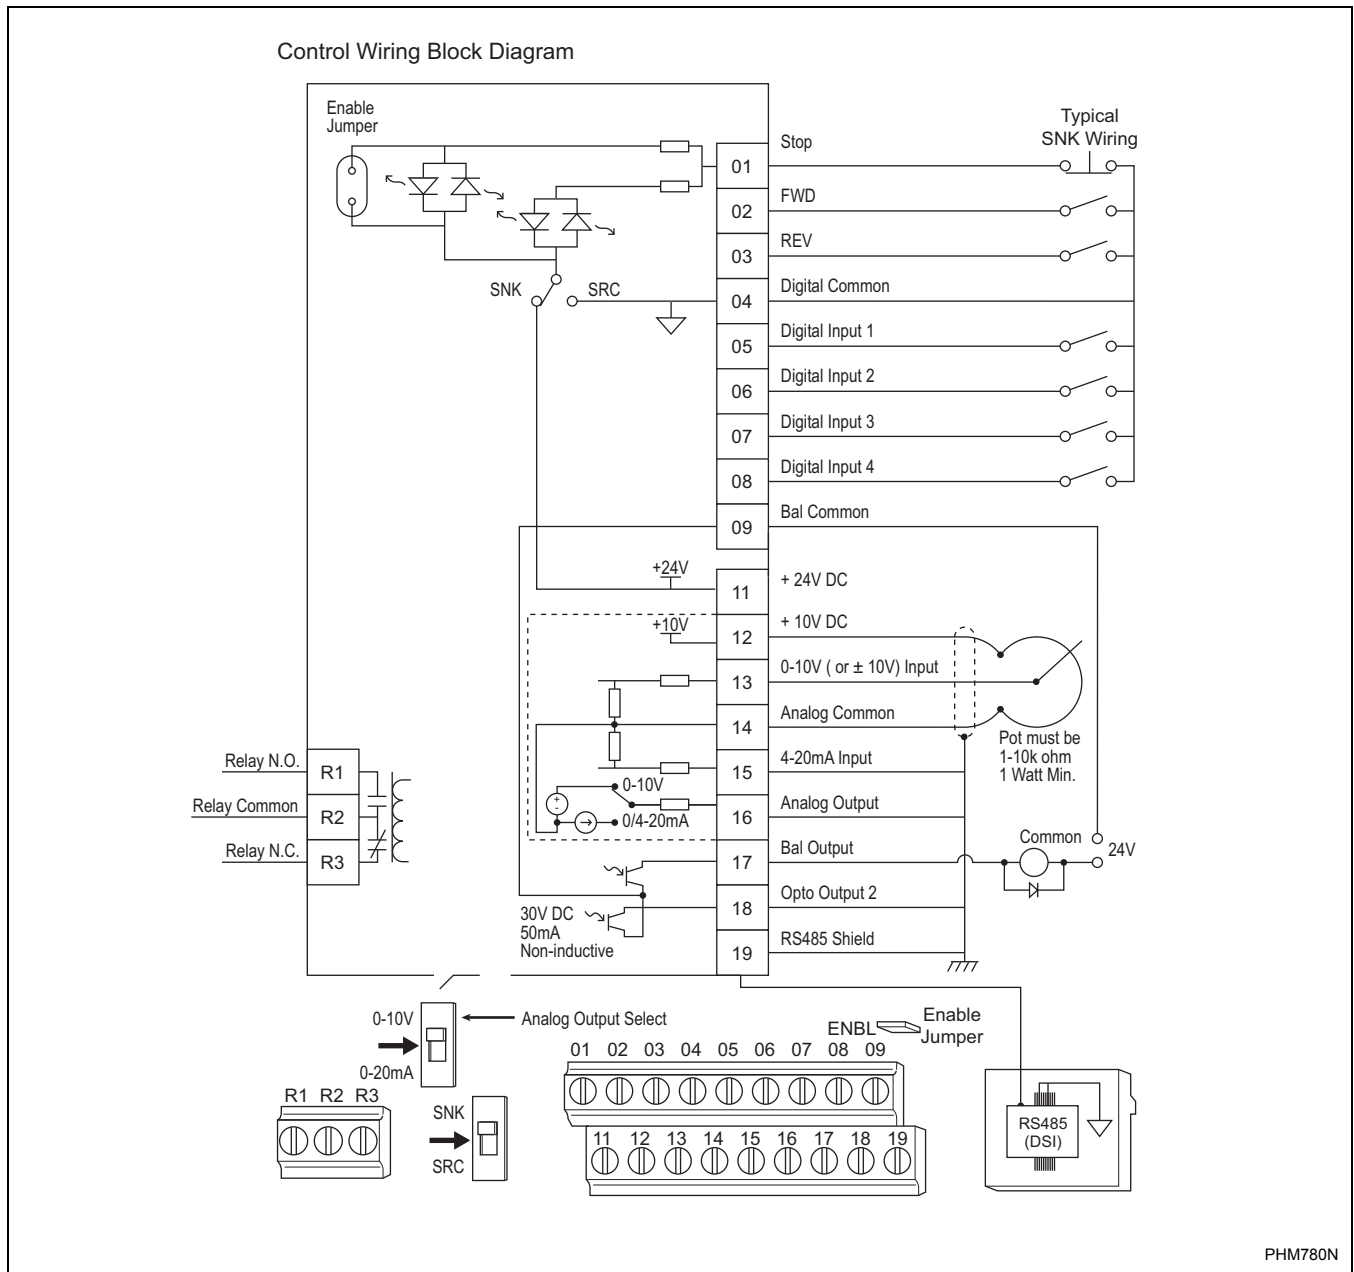 Control Wiring Block Diagram
Enable
Jumper
Typical
SNK Wiring
01 Stop
02 FWD
03 REV
SNK SRC
04 Digital Common
05 Digital Input 1
06 Digital Input 2
07 Digital Input 3
08 Digital Input 4
09 Bal Common
+24V
11 + 24V DC
+10V
12 + 10V DC
13 0-10V ( or ± 10V) Input
14 Analog Common
Pot must be
1-10k ohm
1 Watt Min.
15 4-20mA Input
0-10V
+
-
0/4-20mA
16 Analog Output
Relay N.O. R1
Relay Common R2
Relay N.C. R3
17 Bal Output
Common
24V
18 Opto Output 2
30V DC
50mA
Non-inductive
19 RS485 Shield
0-10V
0-20mA
Analog Output Select
R1 R2 R3
SNK
SRC
ENBL
Enable
Jumper
01 02 03 04 05 06 07 08 09
11 12 13 14 15 16 17 18 19
RS485
(DSI)
PHM780N